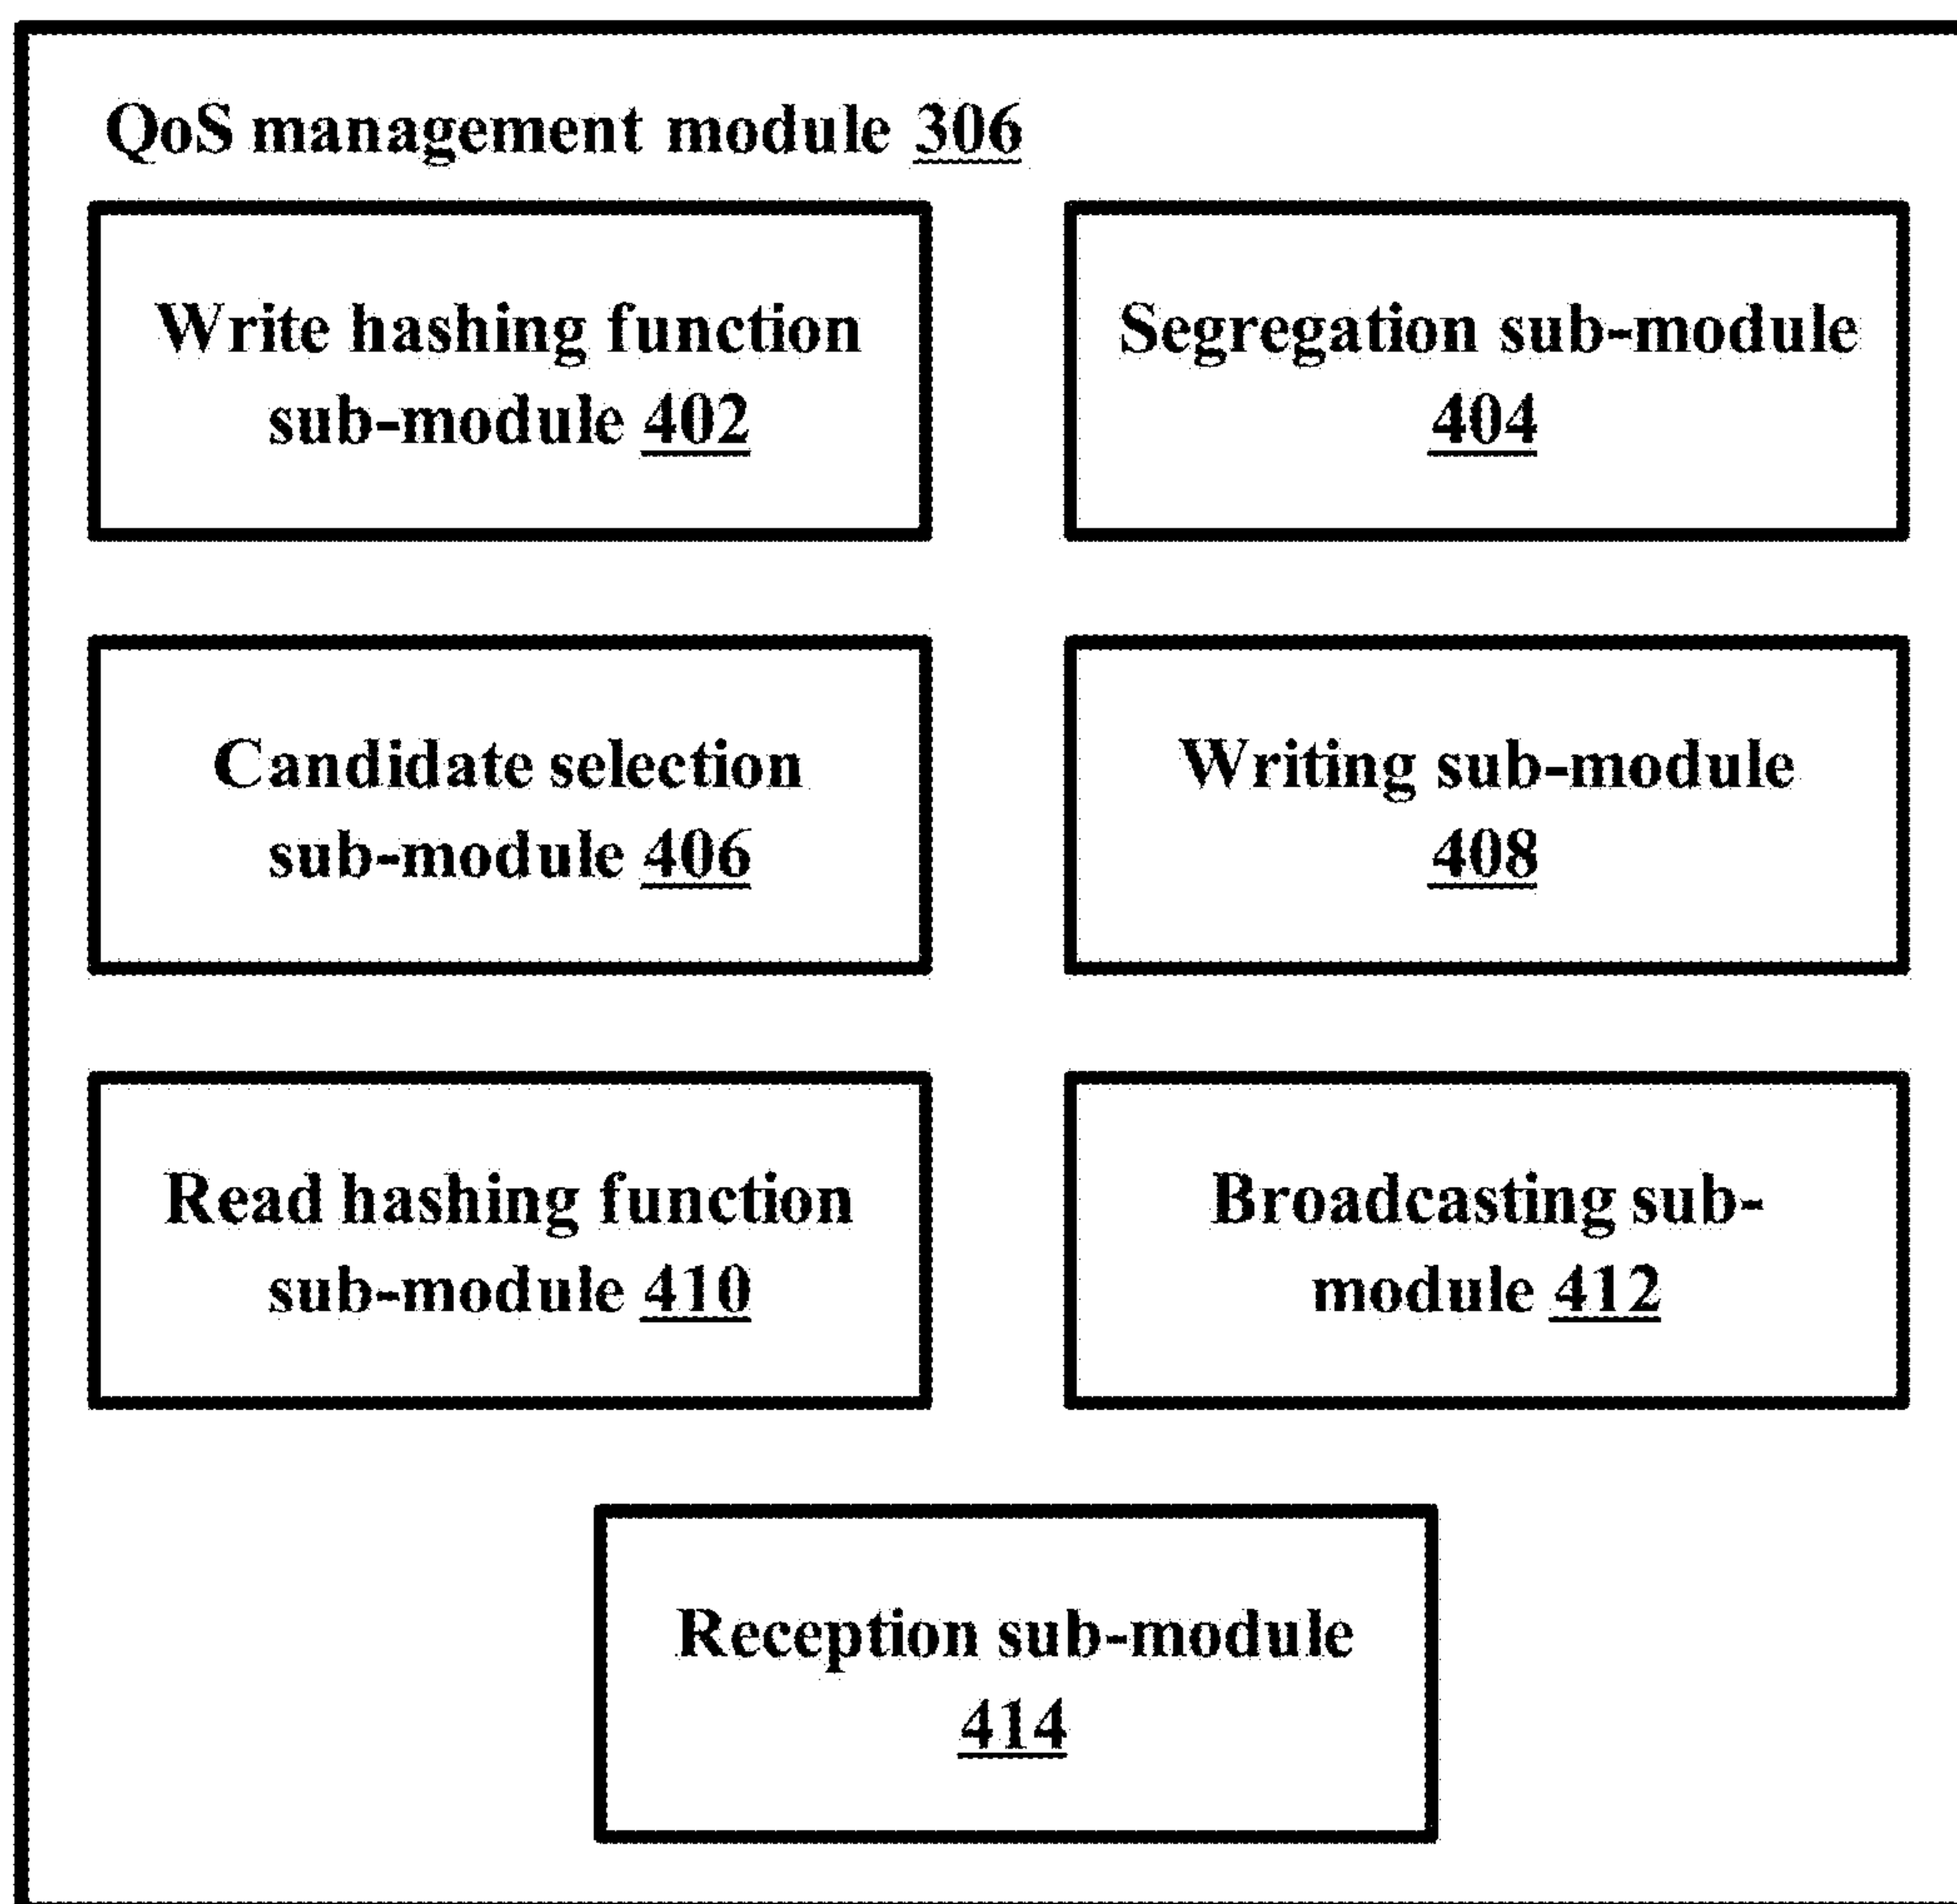 QoS management module 306
Write hashing function
sub-module 402
Segregation sub-module
404
Candidate selection
sub-module 406
Writing sub-module
408
Read hashing function
sub-module 410
Broadcasting sub-
module 412
Reception sub-module
414